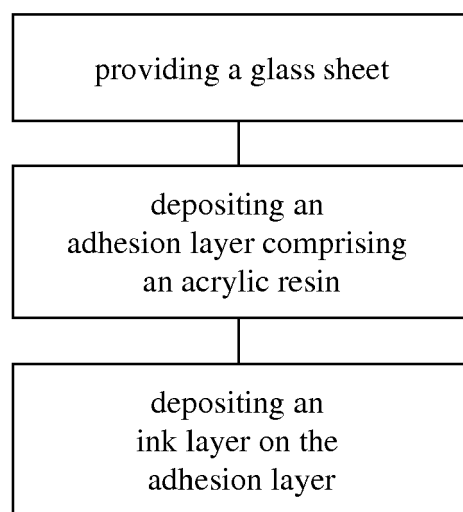 providing a glass sheet
depositing an
adhesion layer comprising
an acrylic resin
depositing an
ink layer on the
adhesion layer